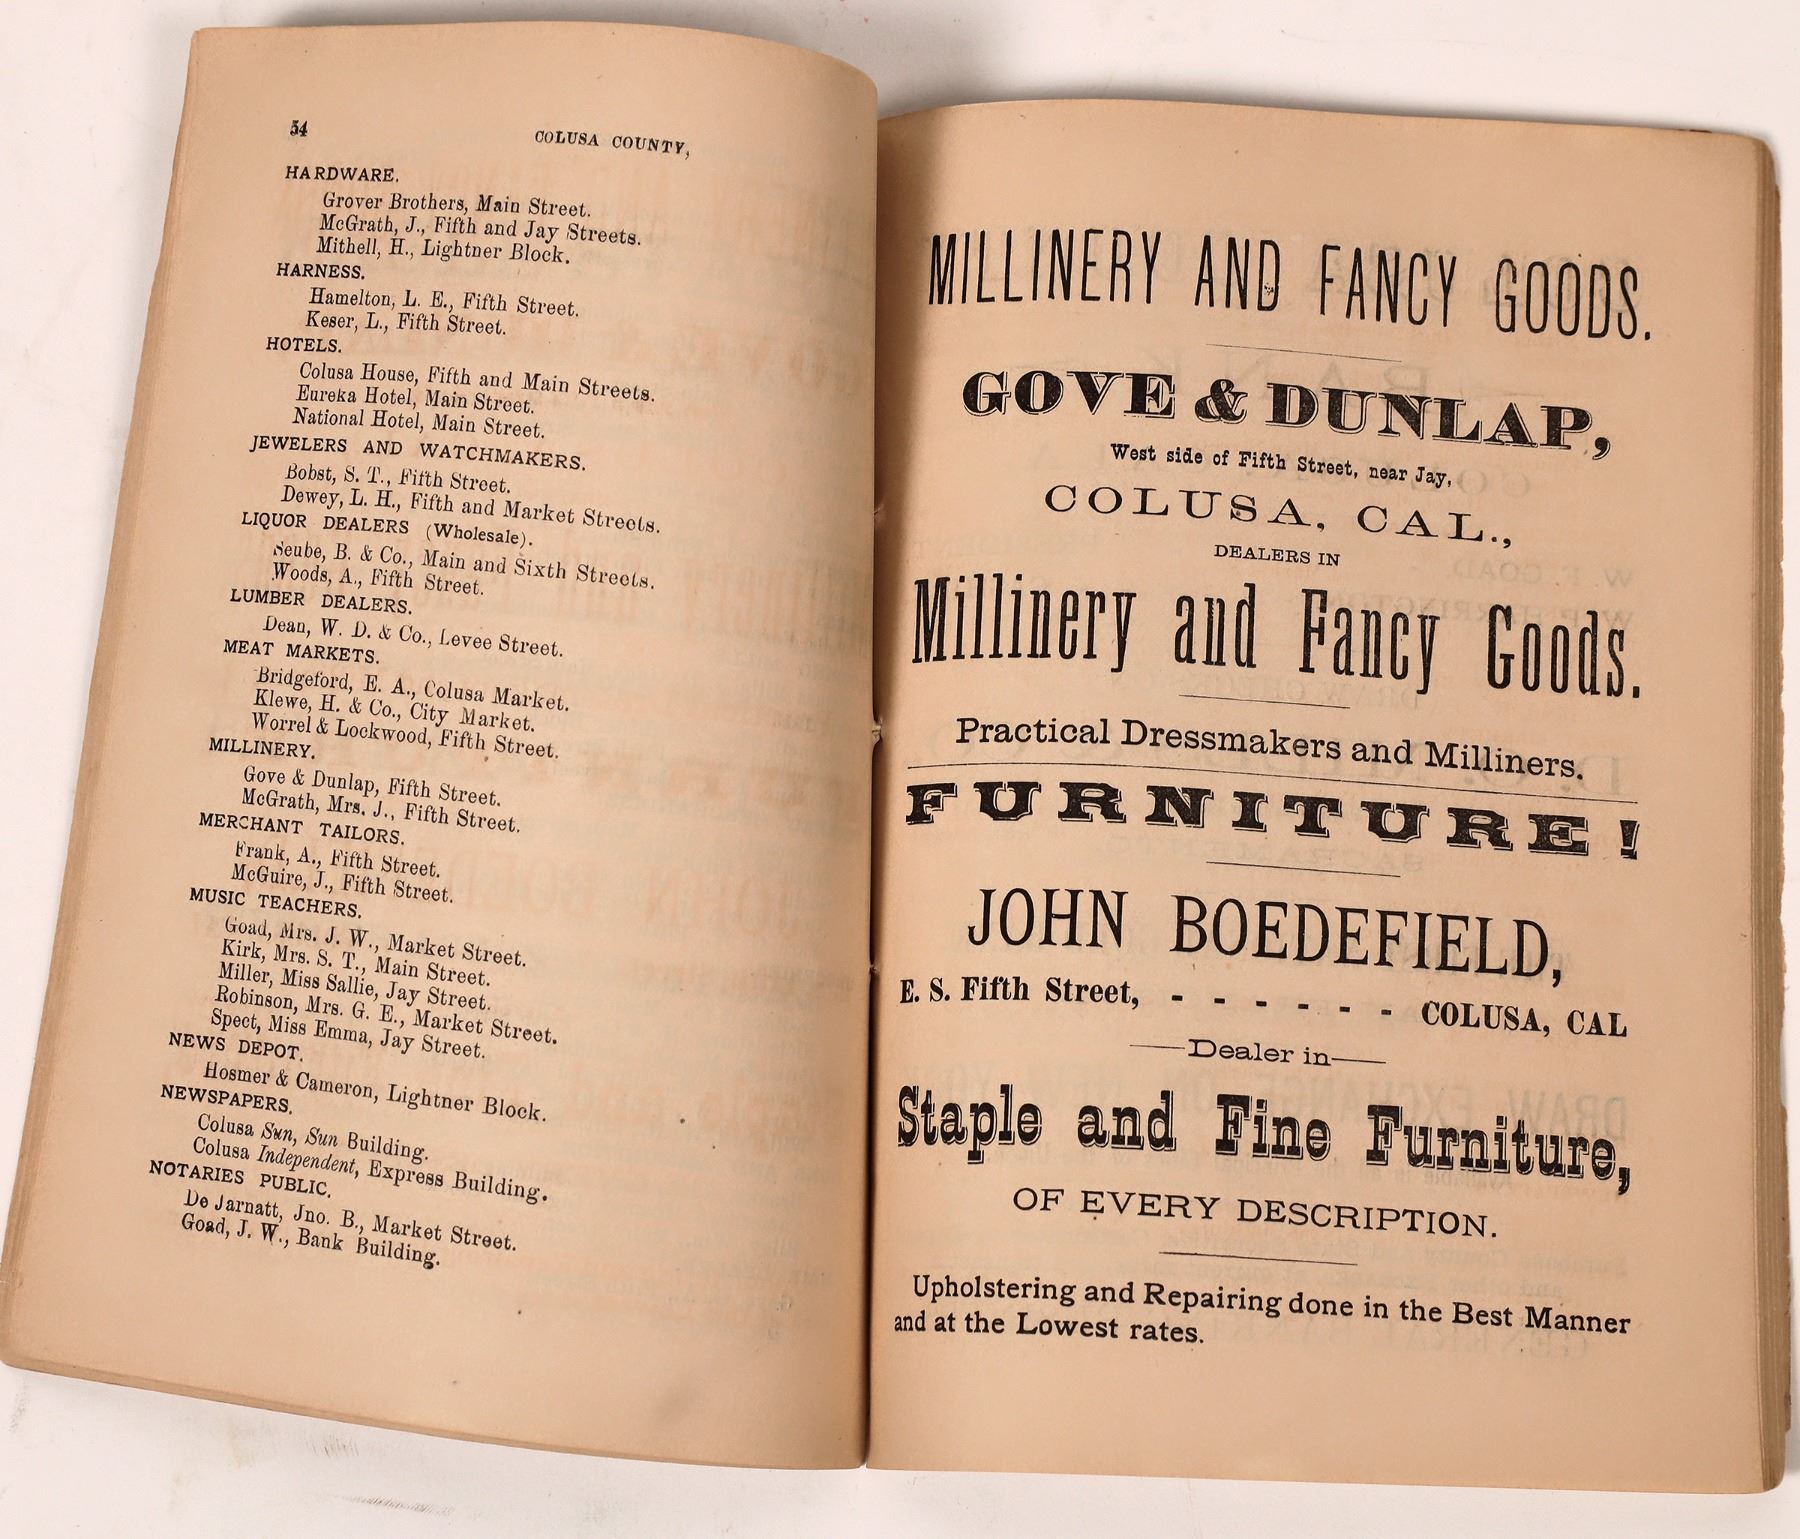 54
COLUSA COUNTY,
HARDWARE.
Grover Brothers, Main Street.
McGrath, J., Fifth and Jay Streets.
Mithell, H., Lightner Block.
HARNESS.
Hamelton, L. E., Fifth Street.
Keser, L., Fifth Street.
HOTELS.
Colusa House, Fifth and Main Streets.
Eureka Hotel, Main Street.
National Hotel, Main Street.
JEWELERS AND WATCHMAKERS.
Bobst, S. T., Fifth Street.
Dewey, L. H., Fifth and Market Streets.
LIQUOR DEALERS (Wholesale).
Seube, B. & Co., Main and Sixth Streets.
Woods, A., Fifth Street.
LUMBER DEALERS.
Dean, W. D. & Co., Levee Street.
MEAT MARKETS.
Bridgeford, E. A., Colusa Market.
Klewe, H. & Co., City Market.
Worrel & Lockwood, Fifth Street.
MILLINERY.
Gove & Dunlap, Fifth Street.
McGrath, Mrs. J., Fifth Street.
MERCHANT TAILORS.
Frank, A., Fifth Street.
McGuire, J., Fifth Street.
MUSIC TEACHERS.
Goad, Mrs. J. W., Market Street.
Kirk, Mrs. S. T., Main Street.
Miller, Miss Sallie, Jay Street.
Robinson, Mrs. G. E., Market Street.
Spect, Miss Emma, Jay Street.
NEWS DEPOT.
Hosmer & Cameron, Lightner Block.
NEWSPAPERS.
Colusa Sun, Sun Building.
Colusa Independent, Express Building.
NOTARIES PUBLIC.
De Jarnatt, Jno. B., Market Street.
Goad, J. W., Bank Building.
MILLINERY AND FANCY GOODS.
GOVE & DUNLAP,
West side of Fifth Street, near Jay,
COLUSA, CAL.,
DEALERS IN
Millinery and Fancy Goods.
Practical Dressmakers and Milliners.
FURNITURE!
JOHN BOEDEFIELD,
E. S. Fifth Street, - - - - - - COLUSA, CAL
—Dealer in—
Staple and Fine Furniture,
OF EVERY DESCRIPTION.
Upholstering and Repairing done in the Best Manner
and at the Lowest rates.